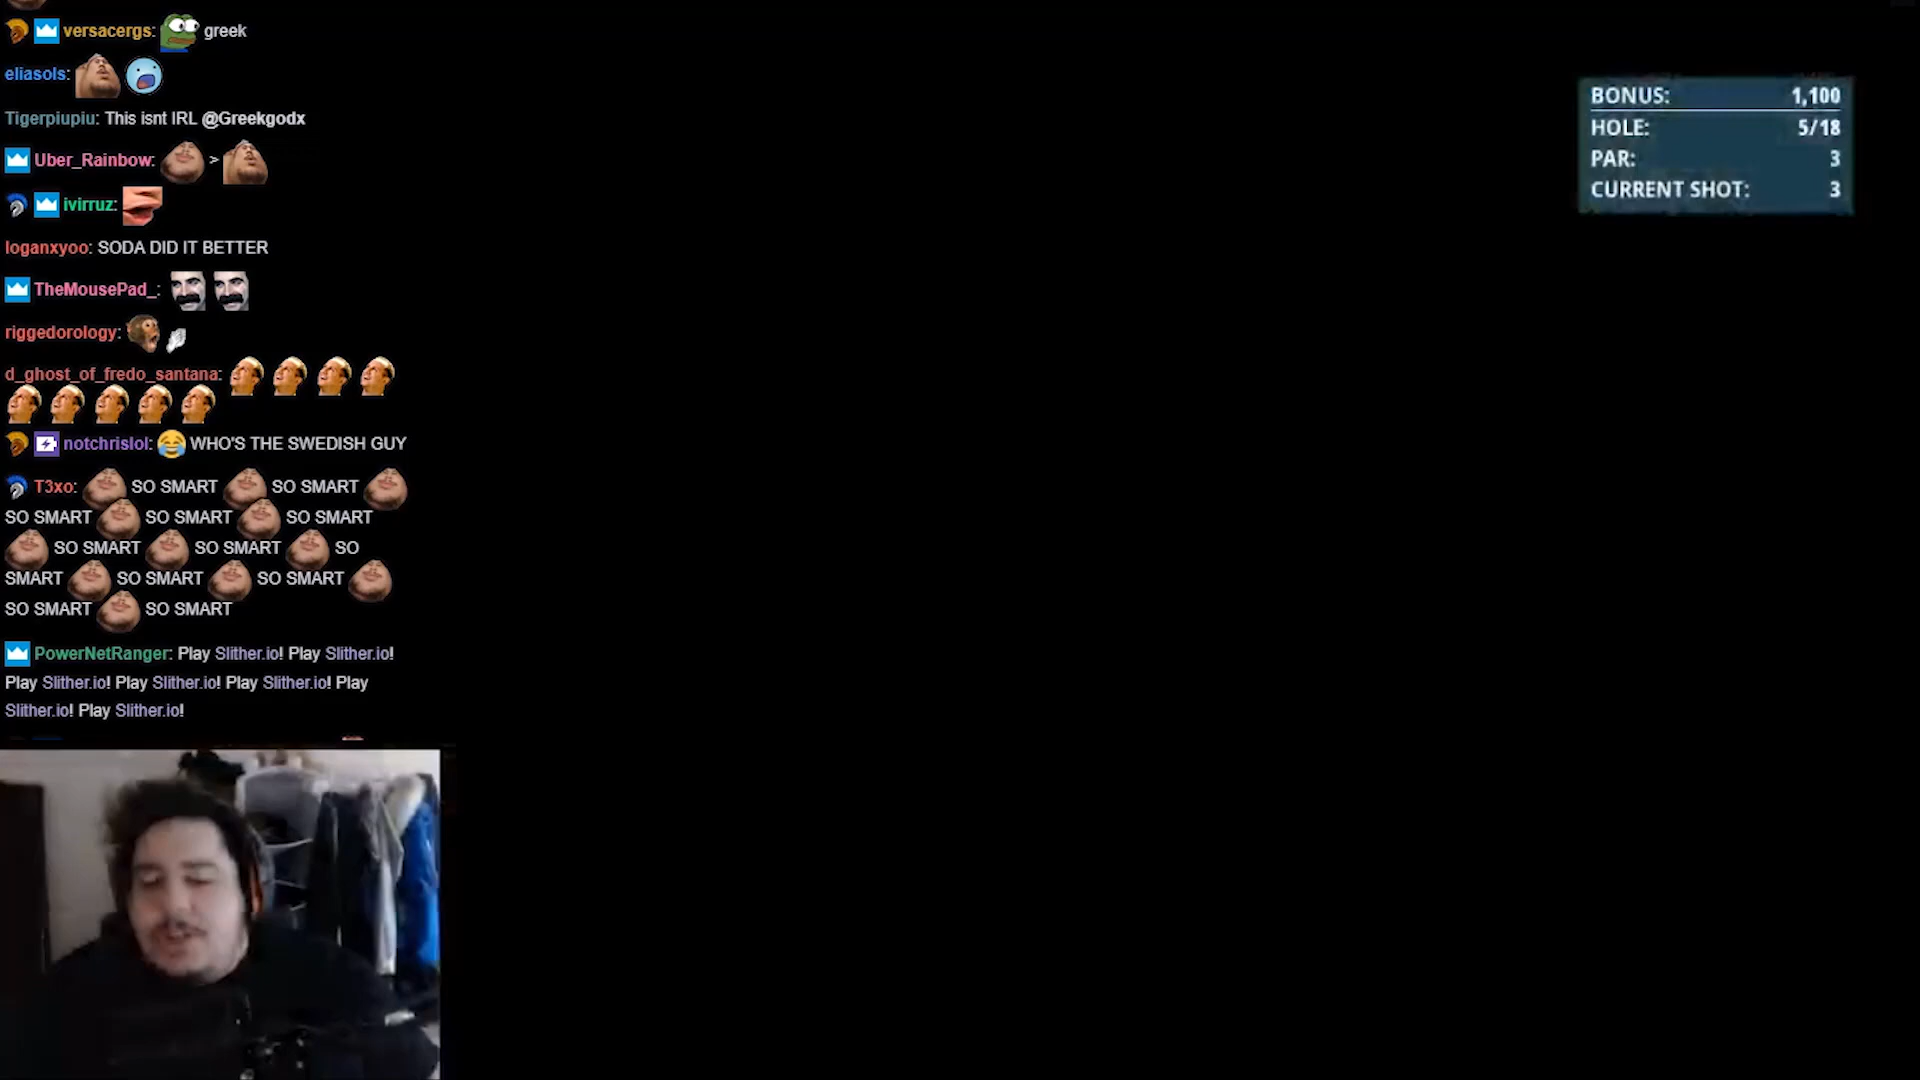 versacergs: greek
eliasols:
Tigerpiupiu: This isnt IRL @Greekgodx
Uber_Rainbow: >
ivirruz:
loganxyoo: SODA DID IT BETTER
TheMousePad_:
riggedorology:
d_ghost_of_fredo_santana:
notchrislol: WHO'S THE SWEDISH GUY
T3xo: SO SMART SO SMART
SO SMART SO SMART SO SMART
SO SMART SO SMART SO
SMART SO SMART SO SMART
SO SMART SO SMART
PowerNetRanger: Play Slither.io! Play Slither.io!
Play Slither.io! Play Slither.io! Play Slither.io! Play
Slither.io! Play Slither.io!
BONUS: 1,100
HOLE: 5/18
PAR: 3
CURRENT SHOT: 3